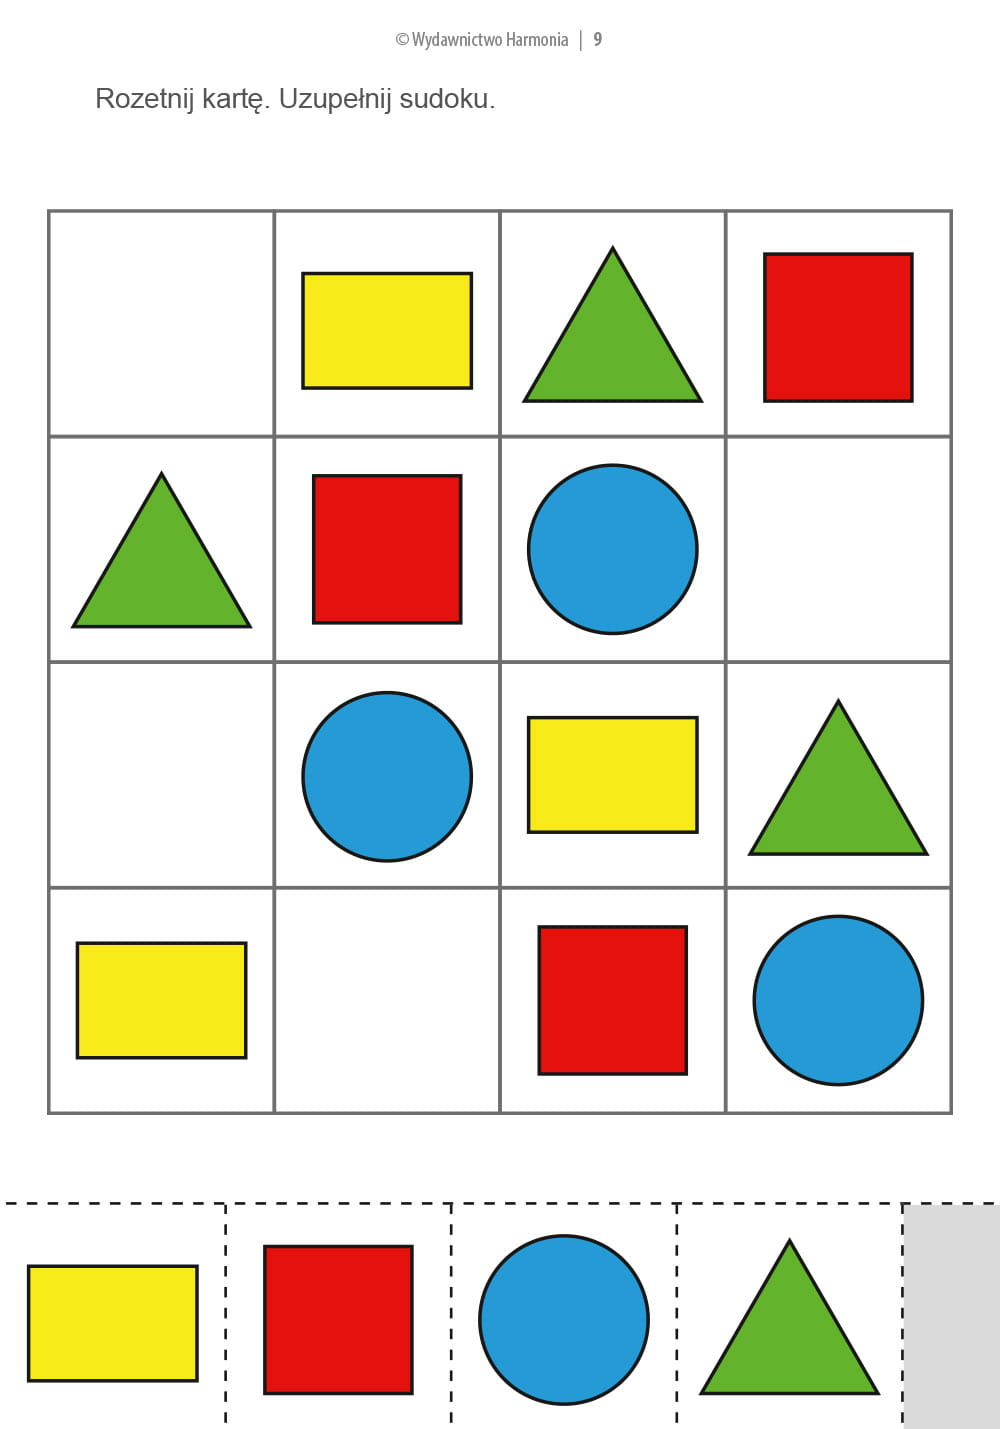 © Wydawnictwo Harmonia | 9
Rozetnij kartę. Uzupełnij sudoku.